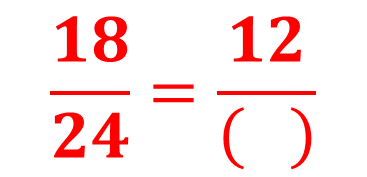 18/24 = 12/( )